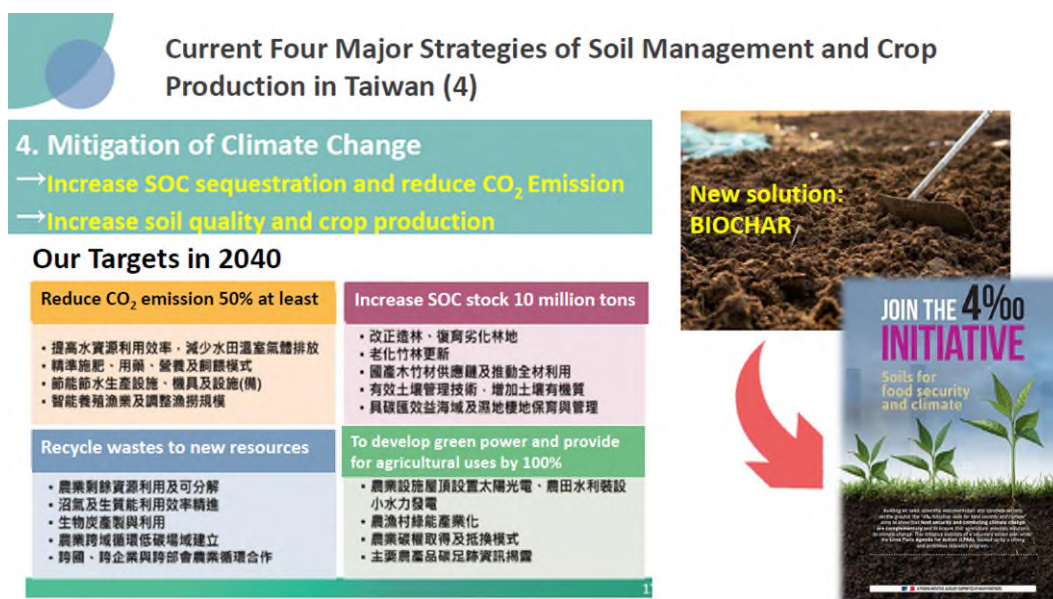 Current Four Major Strategies of Soil Management and Crop
Production in Taiwan (4)
4. Mitigation of Climate Change
→Increase SOC sequestration and reduce CO₂ Emission
→Increase soil quality and crop production
Our Targets in 2040
Reduce CO₂ emission 50% at least
• 提高水資源利用效率，減少水田溫室氣體排放
• 精準施肥、用藥、營養及飼餵模式
• 節能節水生產設施、機具及設施(備)
• 智能養殖漁業及調整漁撈規模
Increase SOC stock 10 million tons
• 改正造林、復育劣化林地
• 老化竹林更新
• 國產木竹材供應鏈及推動全材利用
• 有效土壤管理技術，增加土壤有機質
• 具碳匯效益海域及濕地棲地保育與管理
Recycle wastes to new resources
• 農業剩餘資源利用及可分解
• 沼氣及生質能利用效率精進
• 生物炭產製與利用
• 農業跨域循環低碳場域建立
• 跨國、跨企業與跨部會農業循環合作
To develop green power and provide
for agricultural uses by 100%
• 農業設施屋頂設置太陽光電、農田水利裝設
小水力發電
• 農漁村綠能產業化
• 農業碳權取得及抵換模式
• 主要農產品碳足跡資訊揭露
New solution:
BIOCHAR
JOIN THE 4‰
INITIATIVE
Soils for
food security
and climate